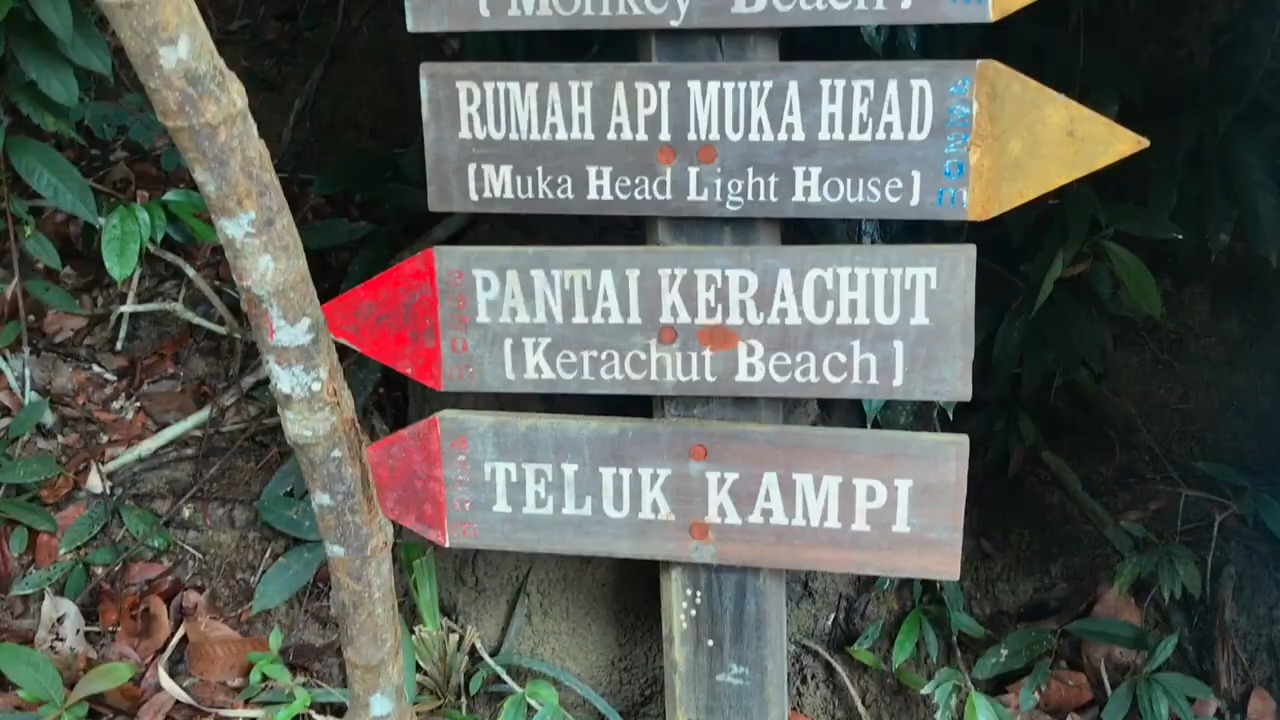 (Monkey Beach)
RUMAH API MUKA HEAD
(Muka Head Light House)
PANTAI KERACHUT
(Kerachut Beach)
TELUK KAMPI